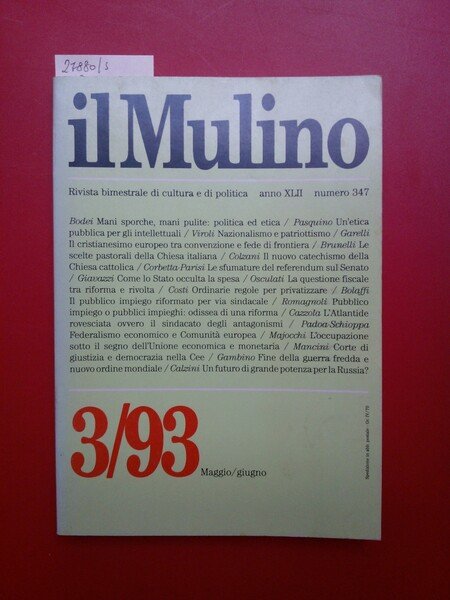 27880/s
il Mulino
Rivista bimestrale di cultura e di politica anno XLII numero 347
Bodei Mani sporche, mani pulite: politica ed etica / Pasquino Un'etica
pubblica per gli intellettuali / Viroli Nazionalismo e patriottismo / Garelli
Il cristianesimo europeo tra convenzione e fede di frontiera / Brunelli Le
scelte pastorali della Chiesa italiana / Colzani Il nuovo catechismo della
Chiesa cattolica / Corbetta-Parisi Le sfumature del referendum sul Senato
/ Giavazzi Come lo Stato occulta la spesa / Osculati La questione fiscale
tra riforma e rivolta / Costi Ordinarie regole per privatizzare / Bolaffi
Il pubblico impiego riformato per via sindacale / Romagnoli Pubblico
impiego o pubblici impieghi: odissea di una riforma / Cazzola L'Atlantide
rovesciata ovvero il sindacato degli antagonismi / Padoa-Schioppa
Federalismo economico e Comunità europea / Majocchi L'occupazione
sotto il segno dell'Unione economica e monetaria / Mancini Corte di
giustizia e democrazia nella Cee / Gambino Fine della guerra fredda e
nuovo ordine mondiale / Calzini Un futuro di grande potenza per la Russia?
3/93
Maggio/giugno
Spedizione in abb. postale - Gr. IV/70